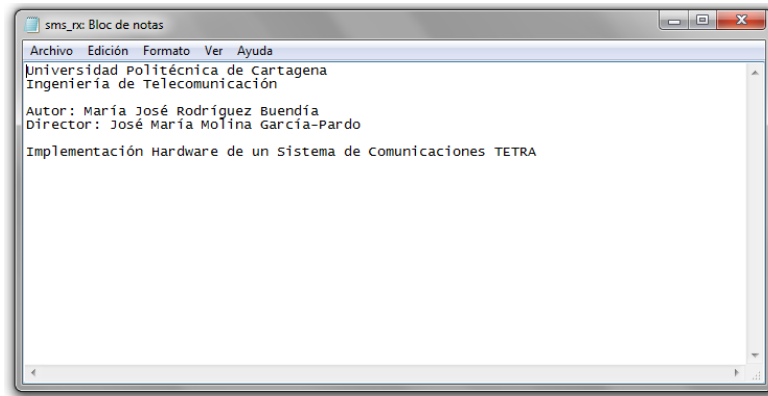 sms_rx: Bloc de notas
Archivo Edición Formato Ver Ayuda
Universidad Politécnica de Cartagena
Ingeniería de Telecomunicación
Autor: María José Rodríguez Buendía
Director: José María Molina García-Pardo
Implementación Hardware de un Sistema de Comunicaciones TETRA